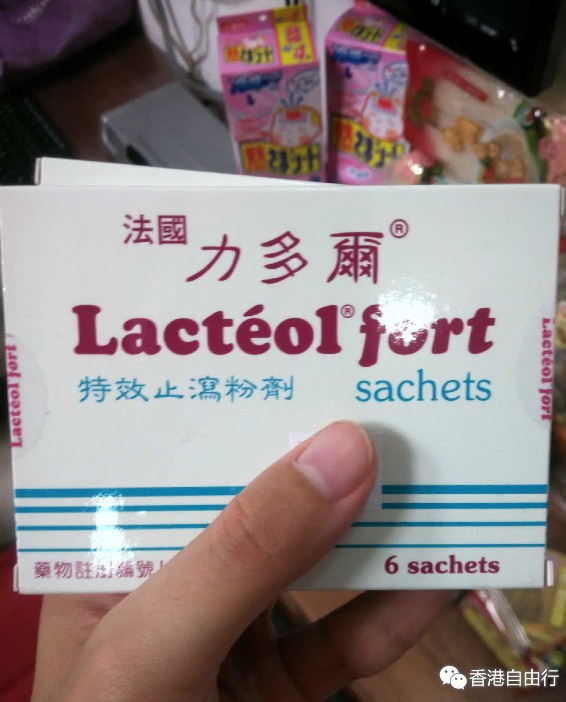 法國
力多爾®
Lactéol® fort
特效止瀉粉劑 sachets
藥物註册編號
6 sachets
Lactéol fort
Lactéol fort
香港自由行